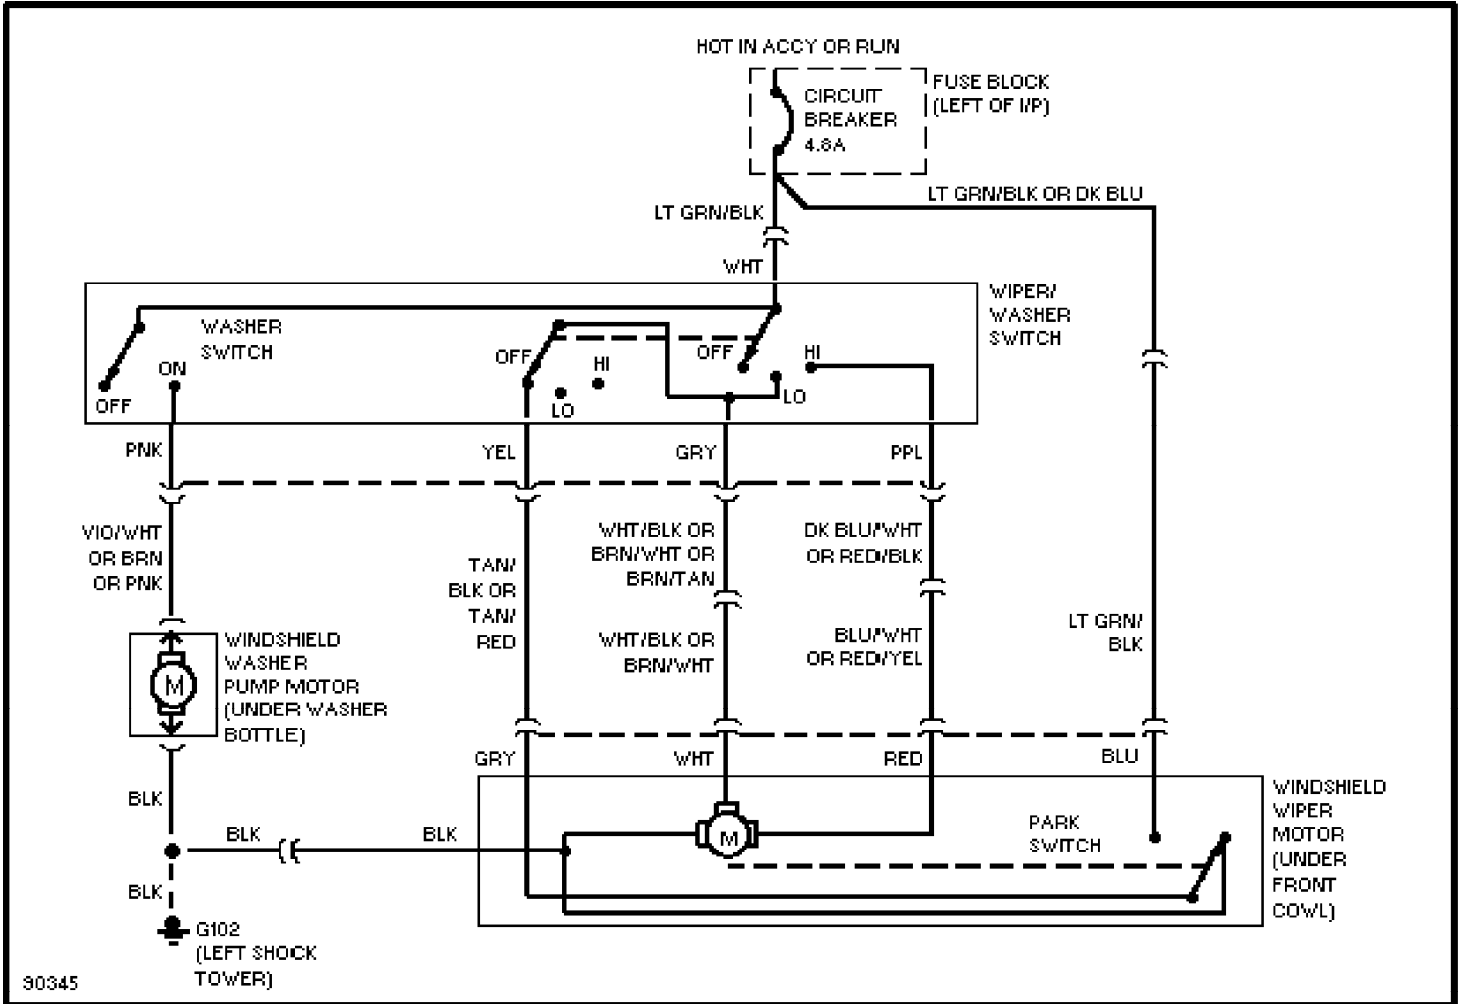 HOT IN ACCY OR RUN
CIRCUIT
BREAKER
4.8A
FUSE BLOCK
(LEFT OF I/P)
LT GRN/BLK OR DK BLU
LT GRN/BLK
WHT
WIPER/
WASHER
SWITCH
WASHER
SWITCH
ON
OFF
OFF
HI
LO
OFF
HI
LO
PNK
YEL
GRY
PPL
VIO/WHT
OR BRN
OR PNK
TAN/
BLK OR
TAN/
RED
WHT/BLK OR
BRN/WHT OR
BRN/TAN
DK BLU/WHT
OR RED/BLK
WHT/BLK OR
BRN/WHT
BLU/WHT
OR RED/YEL
LT GRN/
BLK
M
WINDSHIELD
WASHER
PUMP MOTOR
(UNDER WASHER
BOTTLE)
GRY
WHT
RED
BLU
BLK
BLK
BLK
M
PARK
SWITCH
WINDSHIELD
WIPER
MOTOR
(UNDER
FRONT
COWL)
BLK
G102
(LEFT SHOCK
TOWER)
90345